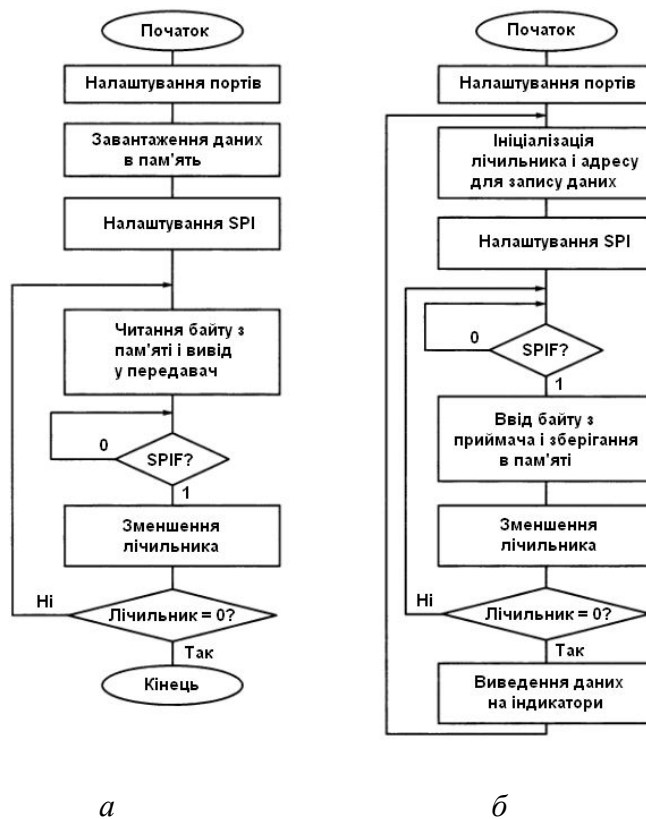 Початок
Налаштування портів
Завантаження даних
в пам'ять
Налаштування SPI
Читання байту з
пам'яті і вивід
у передавач
0
SPIF?
1
Зменшення
лічильника
Ні
Лічильник = 0?
Так
Кінець
а
Початок
Налаштування портів
Ініціалізація
лічильника і адресу
для запису даних
Налаштування SPI
0
SPIF?
1
Ввід байту з
приймача і зберігання
в пам'яті
Зменшення
лічильника
Ні
Лічильник = 0?
Так
Виведення даних
на індикатори
б